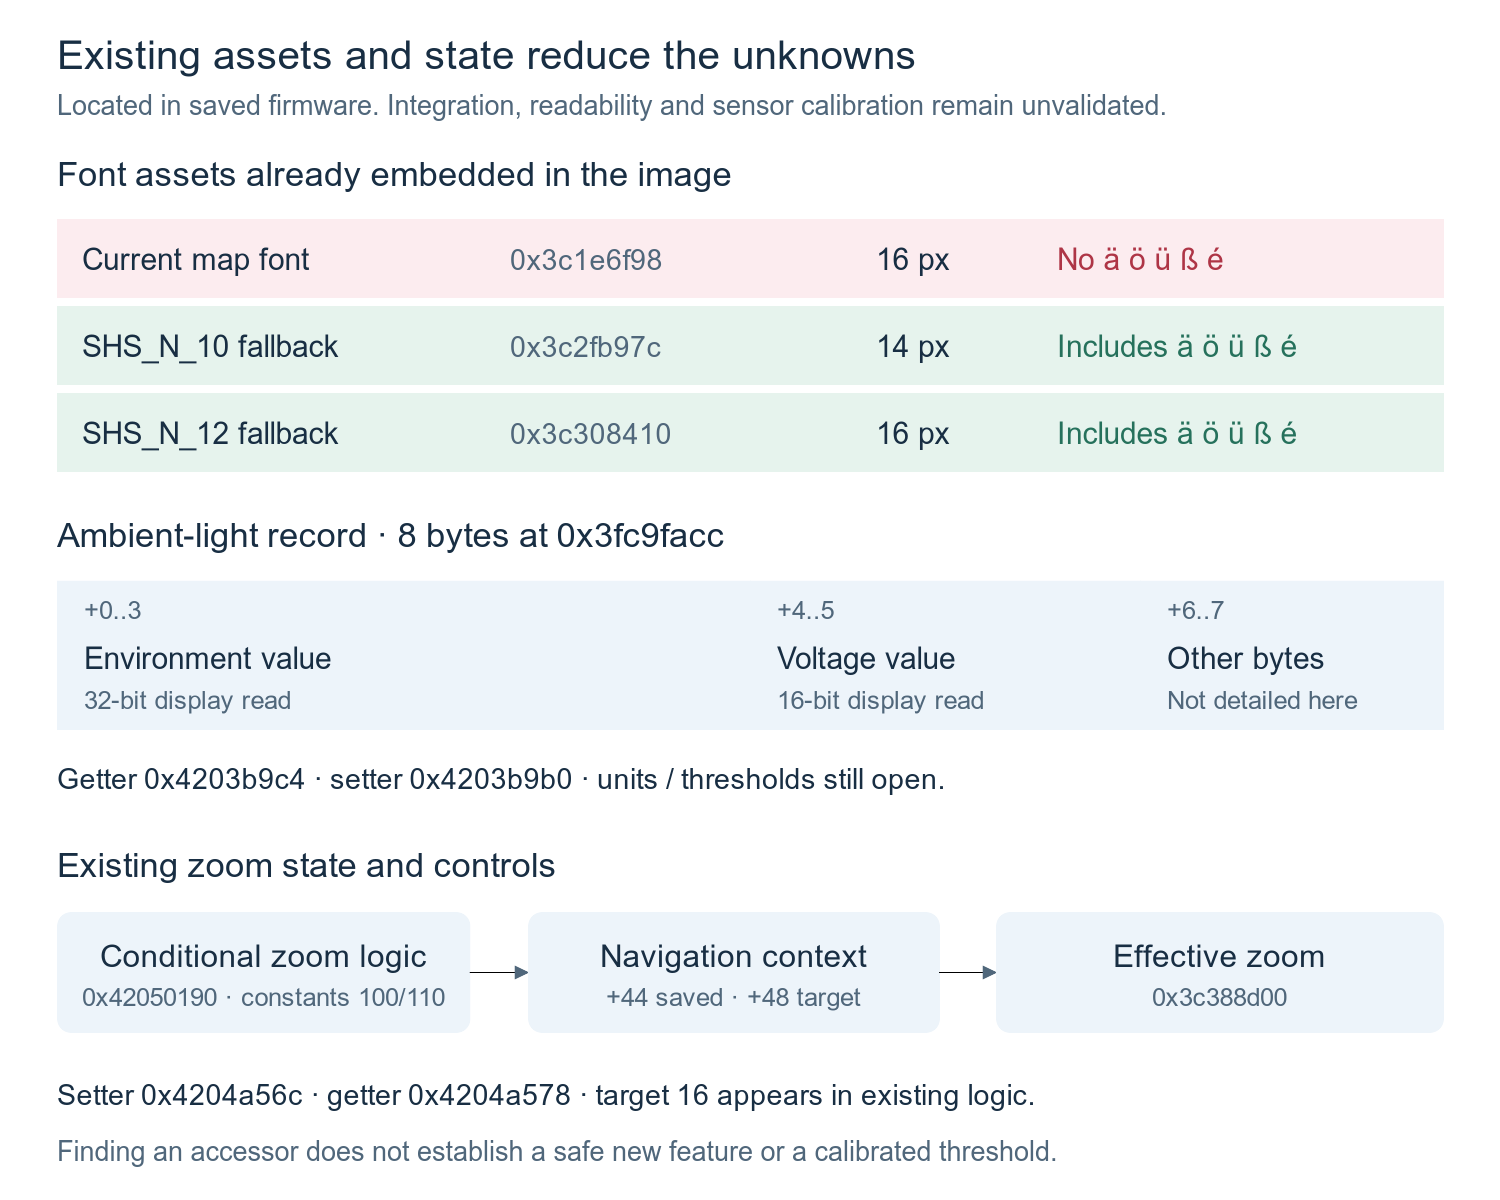 Existing assets and state reduce the unknowns
Located in saved firmware. Integration, readability and sensor calibration remain unvalidated.
Font assets already embedded in the image
Current map font 0x3c1e6f98 16 px No ä ö ü ß é
SHS_N_10 fallback 0x3c2fb97c 14 px Includes ä ö ü ß é
SHS_N_12 fallback 0x3c308410 16 px Includes ä ö ü ß é
Ambient-light record · 8 bytes at 0x3fc9facc
+0..3 +4..5 +6..7
Environment value Voltage value Other bytes
32-bit display read 16-bit display read Not detailed here
Getter 0x4203b9c4 · setter 0x4203b9b0 · units / thresholds still open.
Existing zoom state and controls
Conditional zoom logic Navigation context Effective zoom
0x42050190 · constants 100/110 +44 saved · +48 target 0x3c388d00
Setter 0x4204a56c · getter 0x4204a578 · target 16 appears in existing logic.
Finding an accessor does not establish a safe new feature or a calibrated threshold.